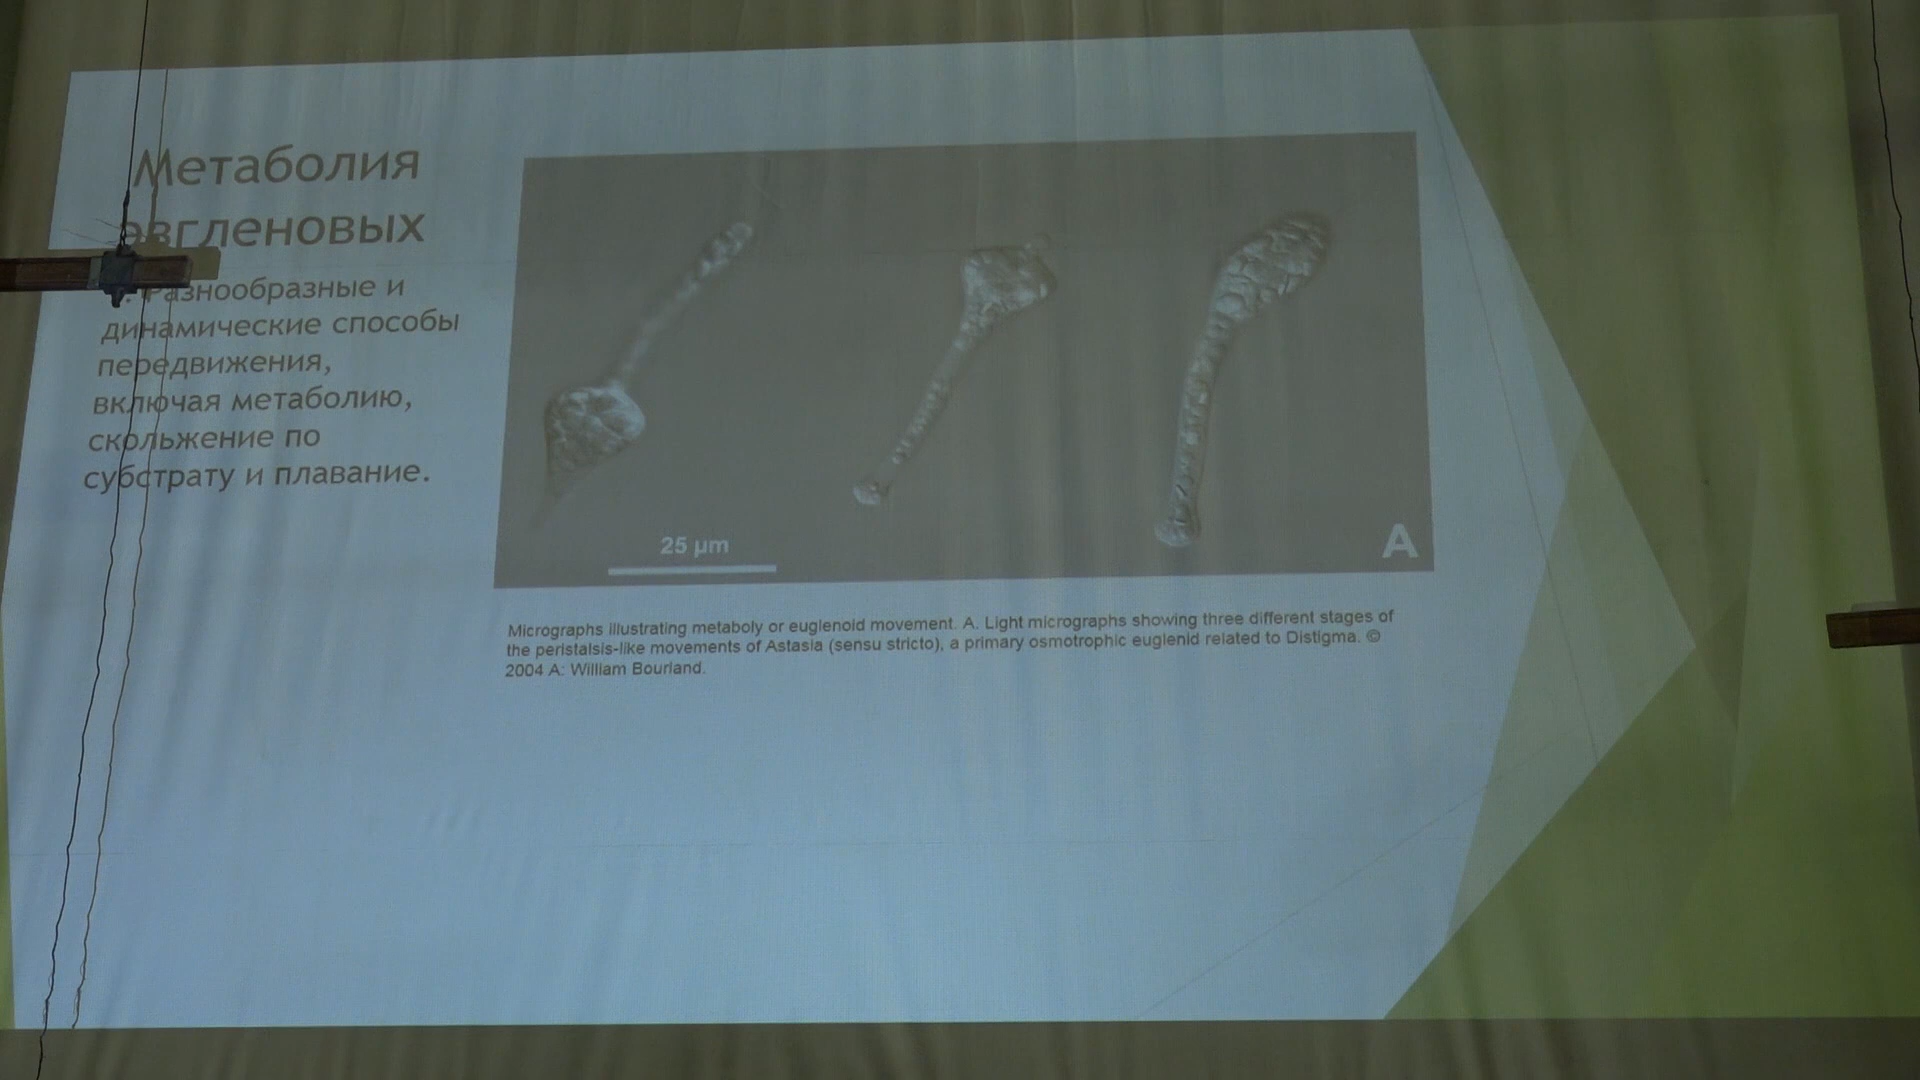 Метаболия
эвгленовых
Разнообразные и
динамические способы
передвижения,
включая метаболию,
скольжение по
субстрату и плавание.
25 µm
A
Micrographs illustrating metaboly or euglenoid movement. A. Light micrographs showing three different stages of
the peristalsis-like movements of Astasia (sensu stricto), a primary osmotrophic euglenid related to Distigma. ©
2004 A: William Bourland.